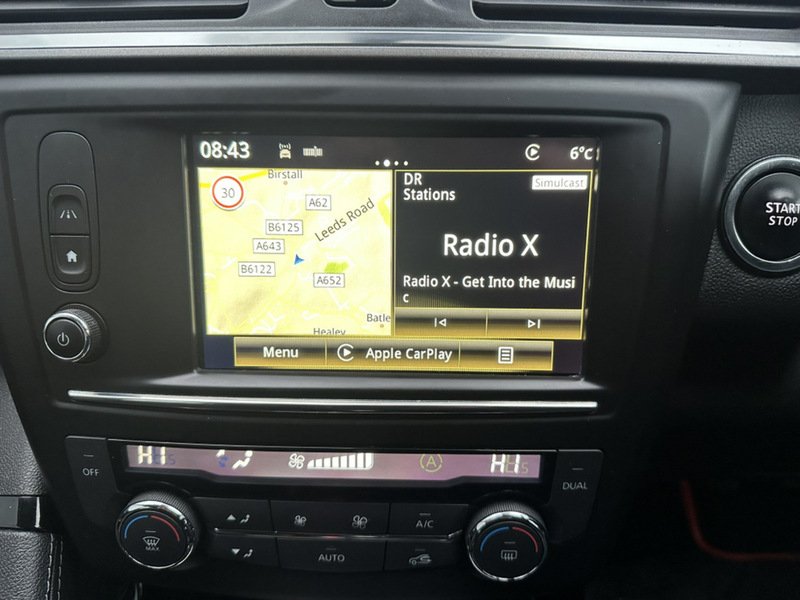 08:43
6°C
30
Birstall
A62
Leeds Road
B6125
A643
B6122
A652
Batle
Healey
DR
Stations
Simulcast
Radio X
Radio X - Get Into the Musi
c
Menu
Apple CarPlay
START
STOP
HI
HI
A
OFF
DUAL
MAX
A/C
AUTO